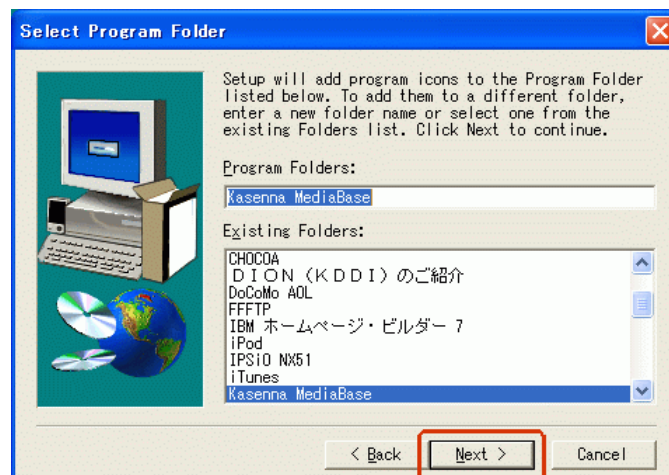 Select Program Folder
Setup will add program icons to the Program Folder
listed below. To add them to a different folder,
enter a new folder name or select one from the
existing Folders list. Click Next to continue.
Program Folders:
Kasenna MediaBase
Existing Folders:
CHOCOA
ＤＩＯＮ（ＫＤＤＩ）のご紹介
DoCoMo AOL
FFFTP
IBM ホームページ・ビルダー 7
iPod
IPSiO NX51
iTunes
Kasenna MediaBase
< Back
Next >
Cancel